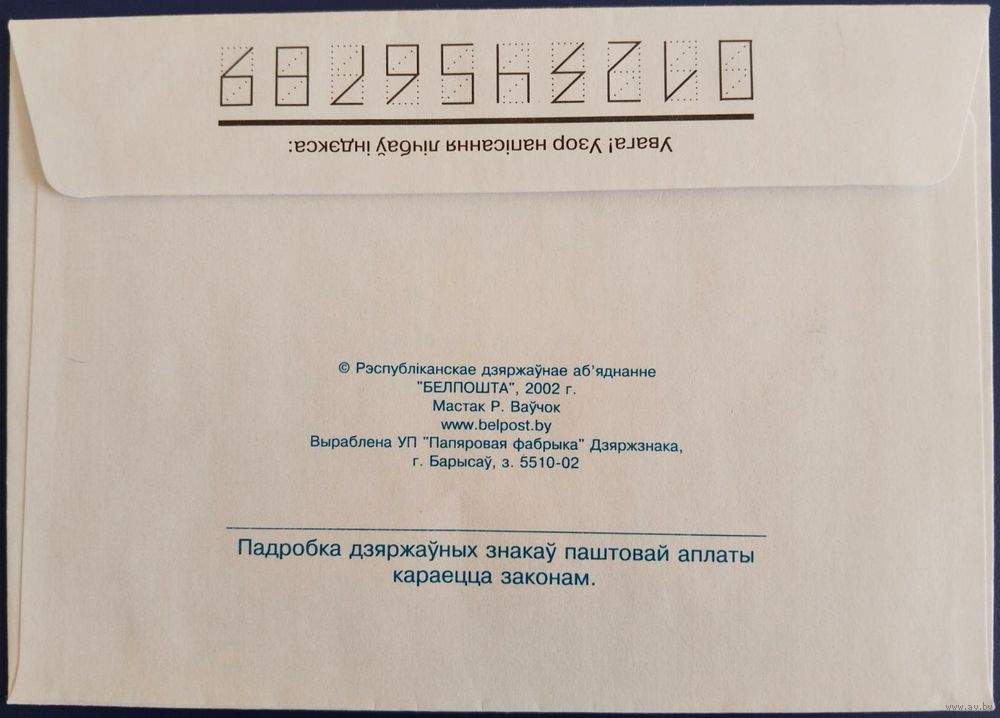 Увага! Узор напісання лічбаў індэкса:
0123456789
© Рэспубліканскае дзяржаўнае аб'яднанне
"БЕЛПОШТА", 2002 г.
Мастак Р. Ваўчок
www.belpost.by
Выраблена УП "Папяровая фабрыка" Дзяржзнака,
г. Барысаў, з. 5510-02
Падробка дзяржаўных знакаў паштовай аплаты
караецца законам.
www.av.by